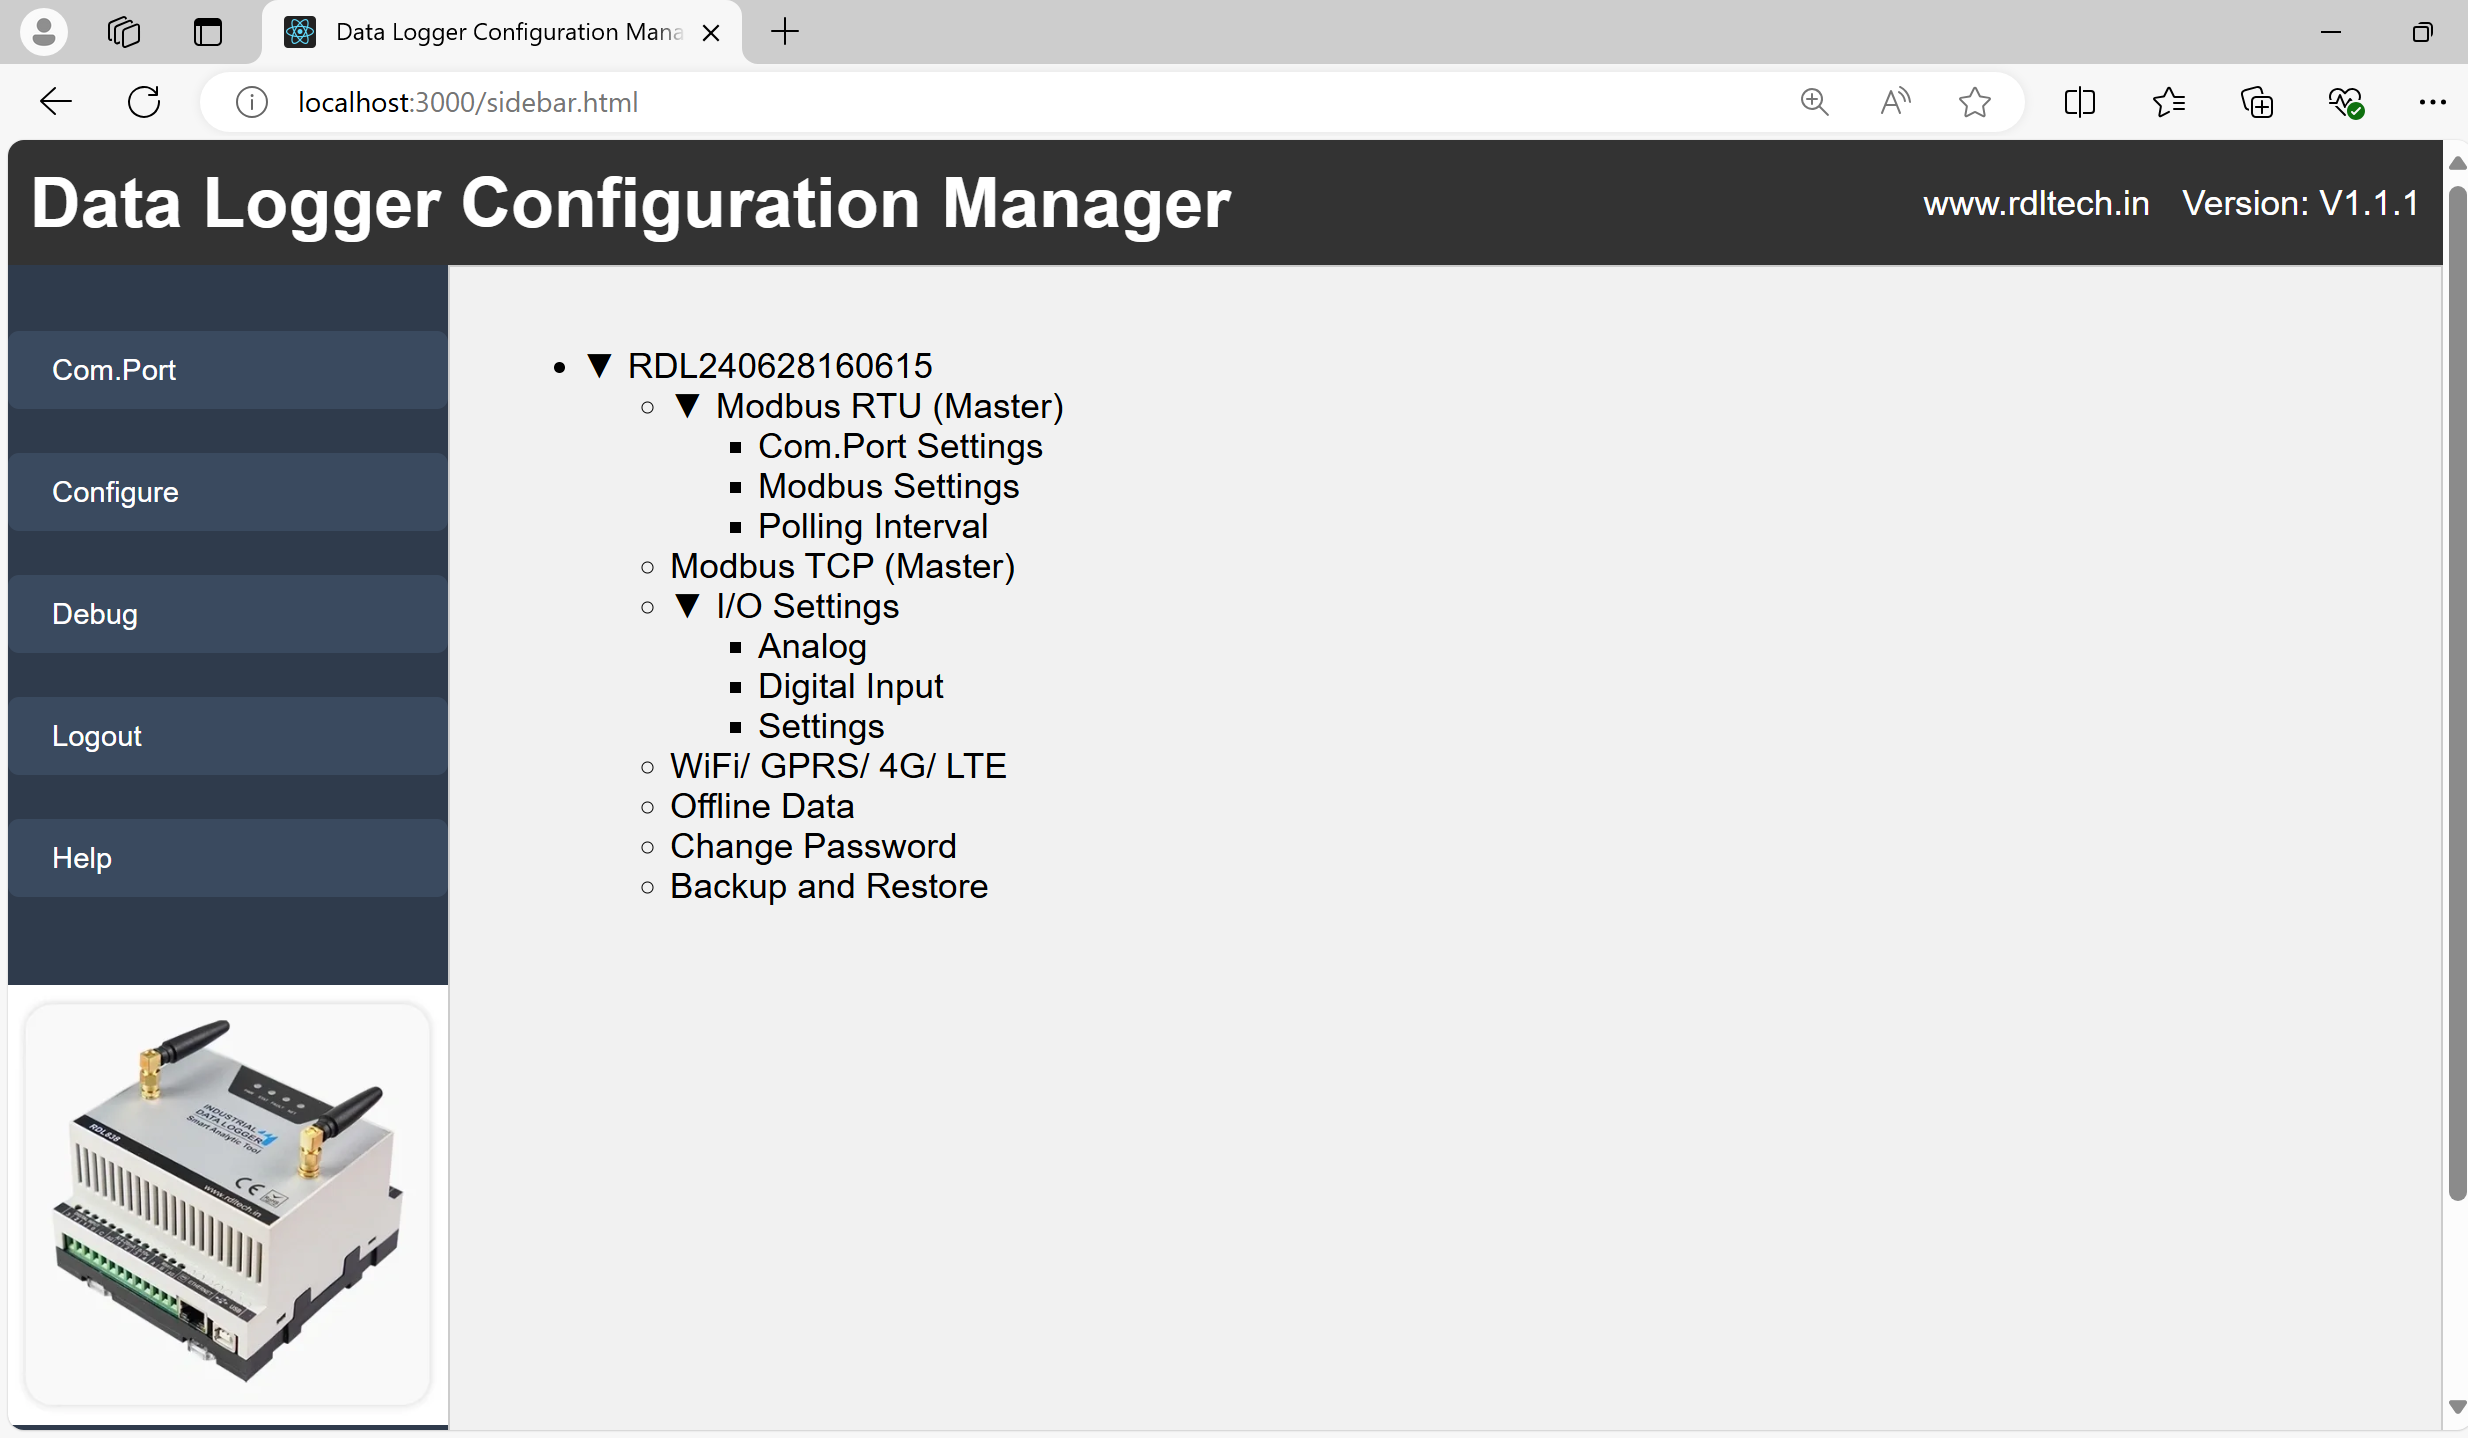 Data Logger Configuration Mana
localhost:3000/sidebar.html
Data Logger Configuration Manager
www.rdltech.in Version: V1.1.1
Com.Port
Configure
Debug
Logout
Help
▼ RDL240628160615
▼ Modbus RTU (Master)
Com.Port Settings
Modbus Settings
Polling Interval
Modbus TCP (Master)
▼ I/O Settings
Analog
Digital Input
Settings
WiFi/ GPRS/ 4G/ LTE
Offline Data
Change Password
Backup and Restore
INDUSTRIAL
DATA LOGGER
Smart Analytic Tool
RDL838
CE
www.rdltech.in
ETHERNET
USB